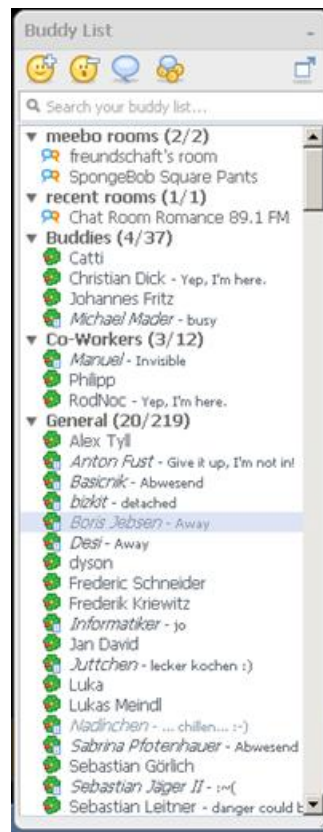 Buddy List
Search your buddy list...
meebo rooms (2/2)
freundschaft's room
SpongeBob Square Pants
recent rooms (1/1)
Chat Room Romance 89.1 FM
Buddies (4/37)
Catti
Christian Dick - Yep, I'm here.
Johannes Fritz
Michael Mader - busy
Co-Workers (3/12)
Manuel - Invisible
Philipp
RodNoc - Yep, I'm here.
General (20/219)
Alex Tyll
Anton Fust - Give it up, I'm not in!
Basicnik - Abwesend
bizkit - detached
Boris Jebsen - Away
Desi - Away
dyson
Frederic Schneider
Frederik Kriewitz
Informatiker - jo
Jan David
Juttchen - lecker kochen :)
Luka
Lukas Meindl
Nadinchen - ... chillen... :-)
Sabrina Pfotenhauer - Abwesend
Sebastian Görlich
Sebastian Jäger II - :~(
Sebastian Leitner - danger could b